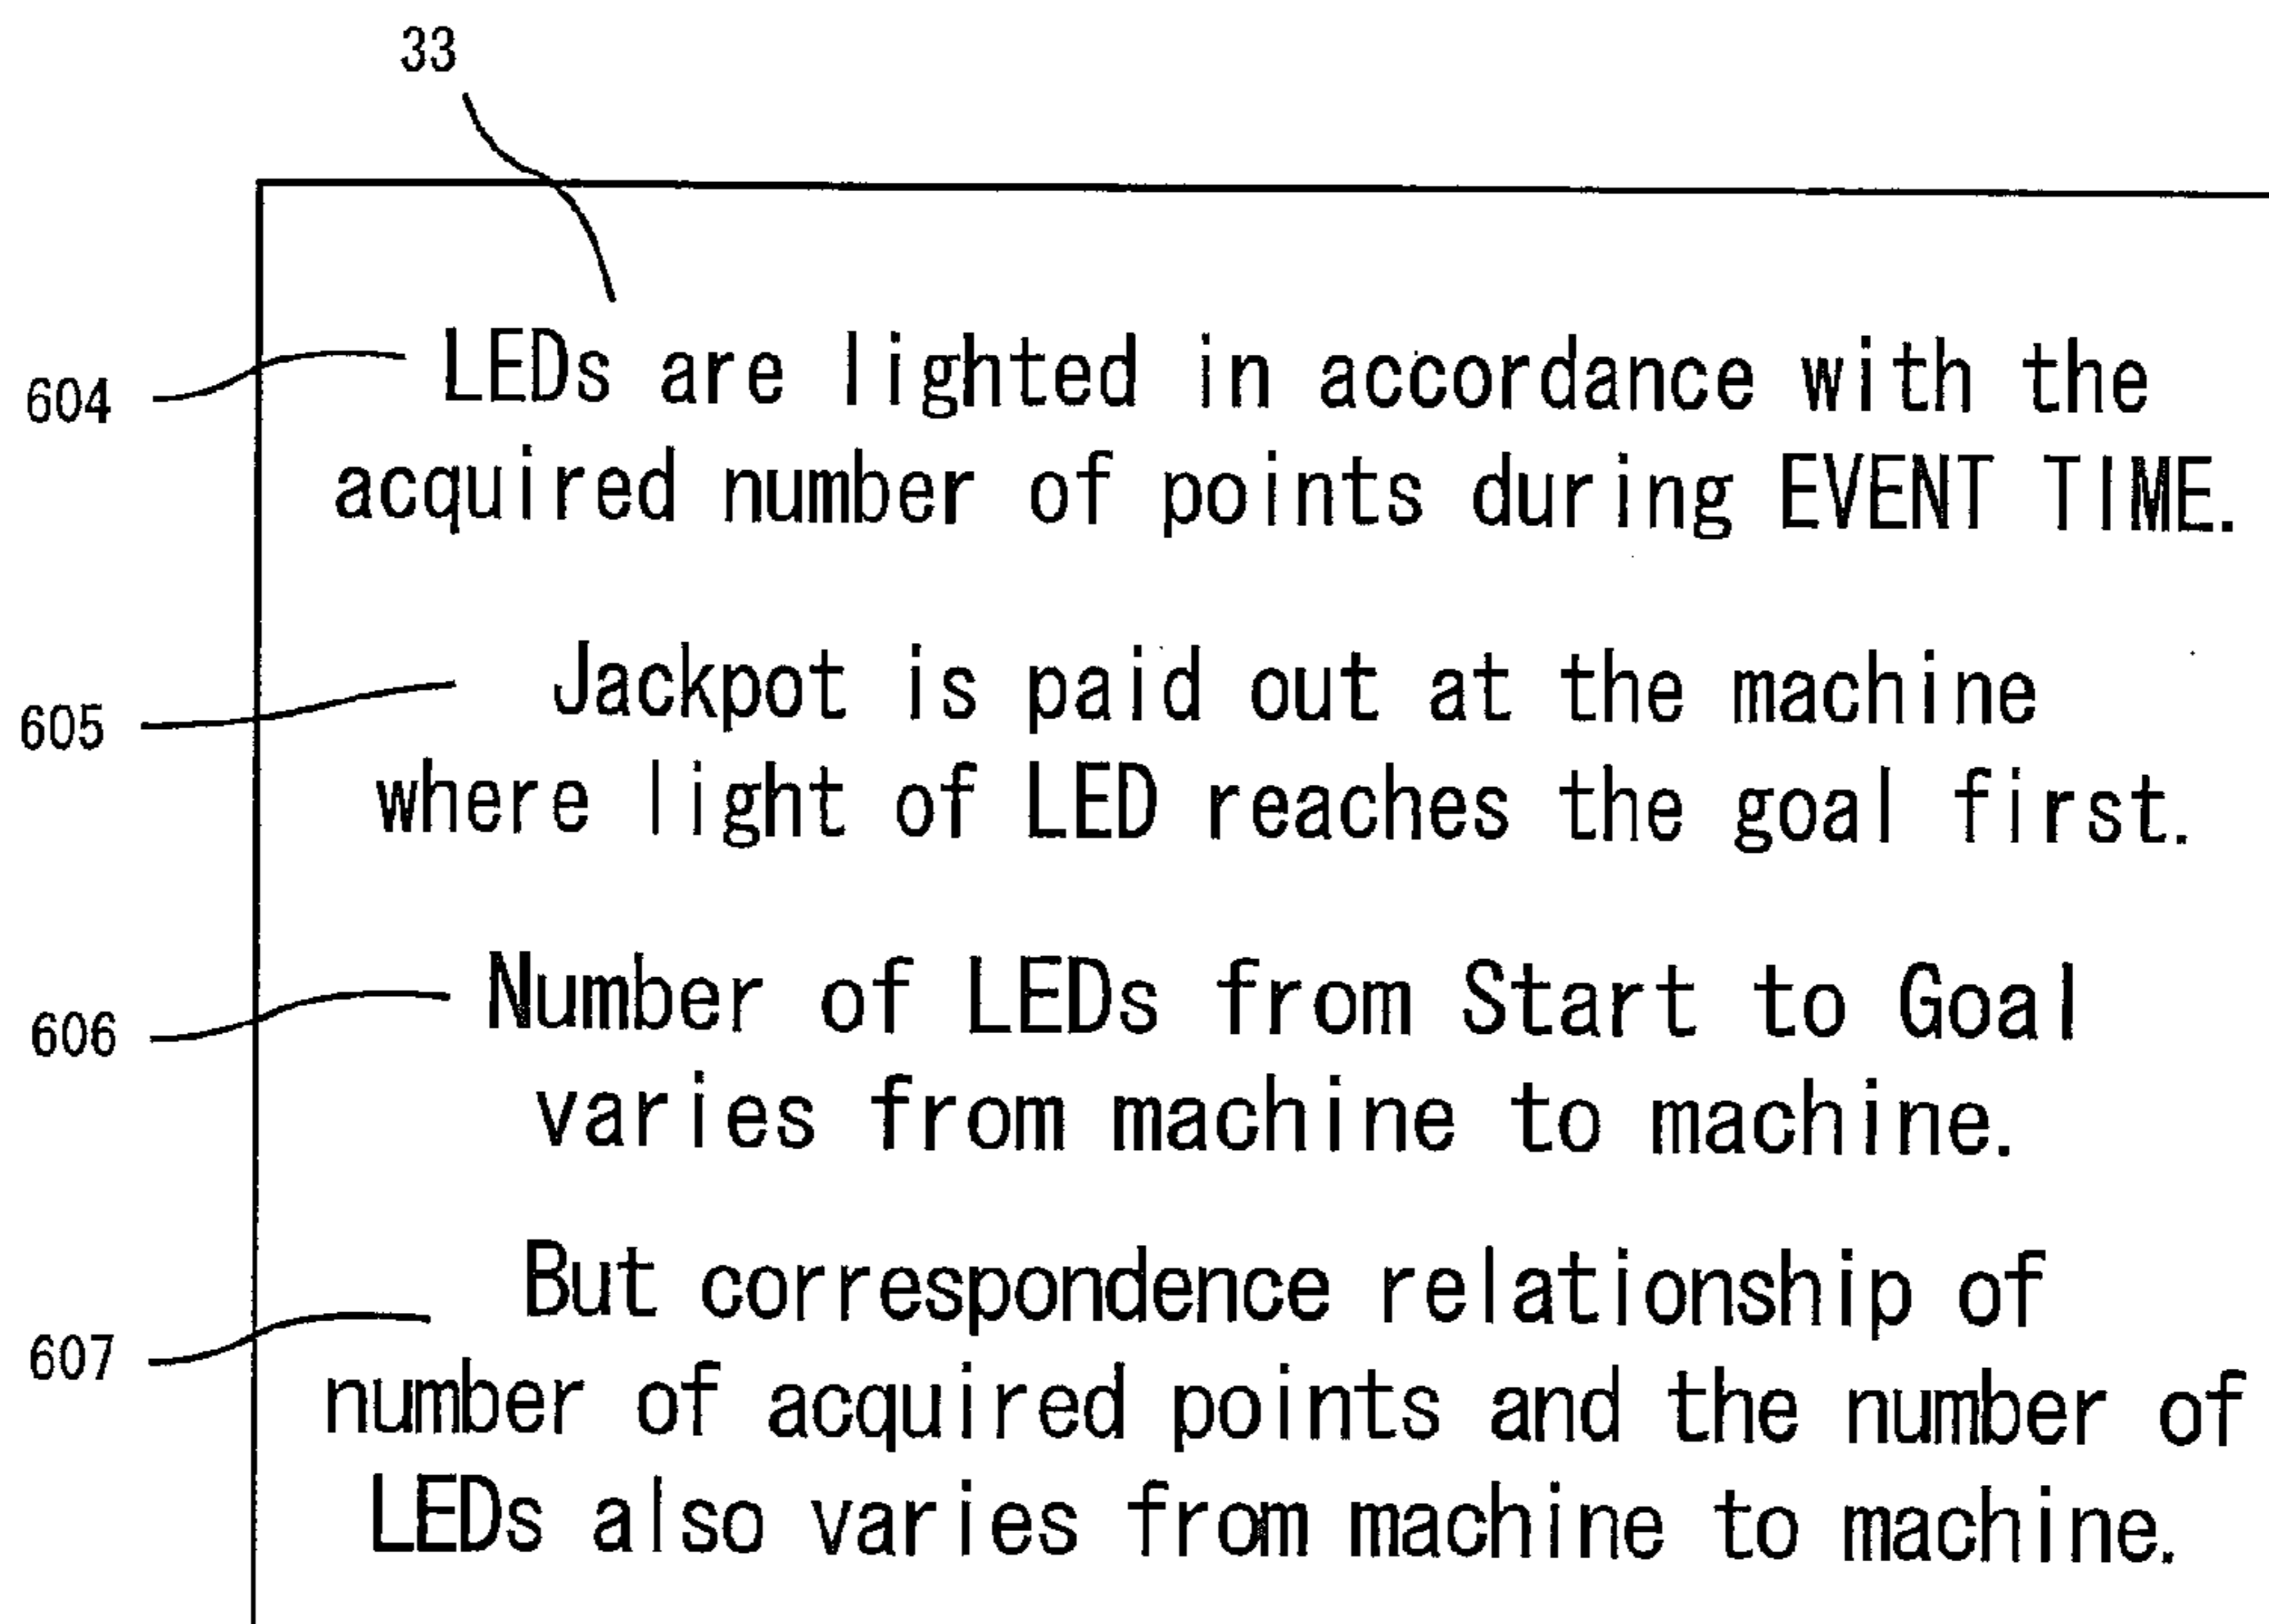 33
604
LEDs are lighted in accordance with the
acquired number of points during EVENT TIME.
605
Jackpot is paid out at the machine
where light of LED reaches the goal first.
606
Number of LEDs from Start to Goal
varies from machine to machine.
607
But correspondence relationship of
number of acquired points and the number of
LEDs also varies from machine to machine.